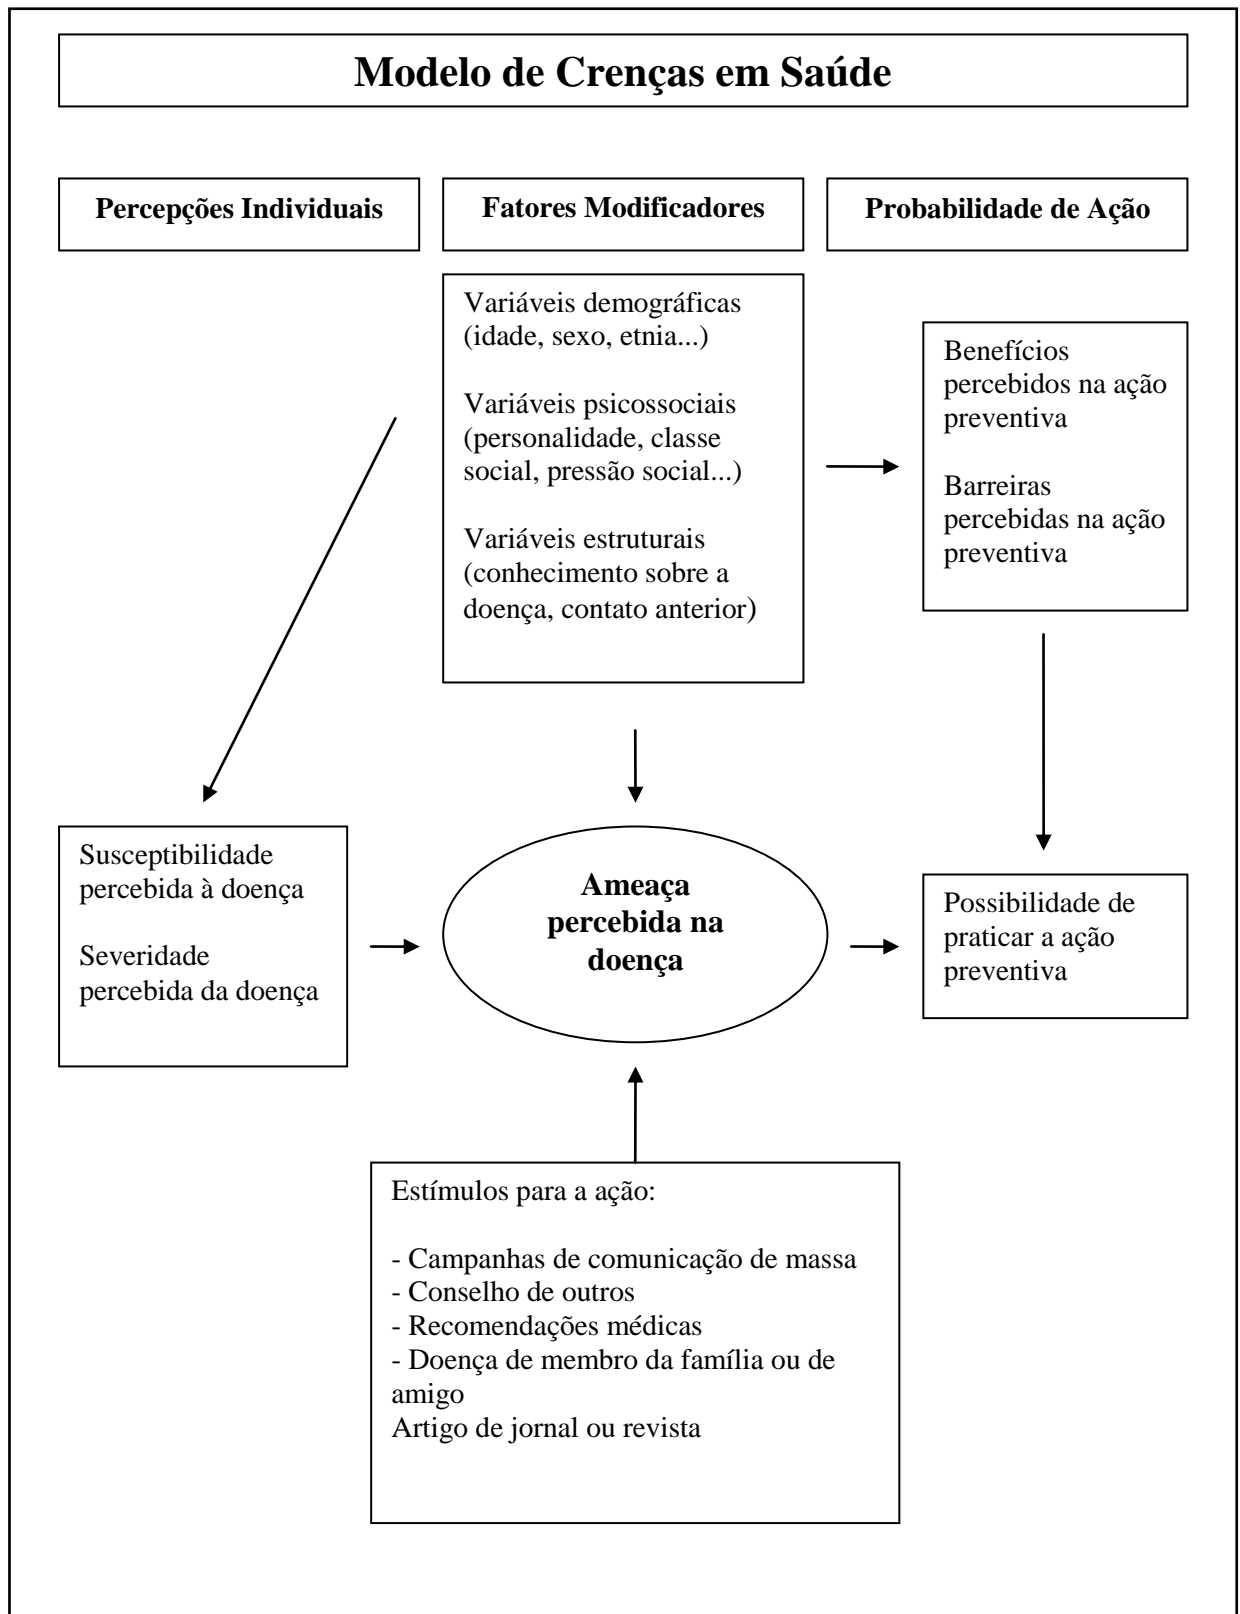 Modelo de Crenças em Saúde
Percepções Individuais
Fatores Modificadores
Probabilidade de Ação
Variáveis demográficas
(idade, sexo, etnia...)
Variáveis psicossociais
(personalidade, classe
social, pressão social...)
Variáveis estruturais
(conhecimento sobre a
doença, contato anterior)
Benefícios
percebidos na ação
preventiva
Barreiras
percebidas na ação
preventiva
Susceptibilidade
percebida à doença
Severidade
percebida da doença
Ameaça
percebida na
doença
Possibilidade de
praticar a ação
preventiva
Estímulos para a ação:
- Campanhas de comunicação de massa
- Conselho de outros
- Recomendações médicas
- Doença de membro da família ou de
amigo
Artigo de jornal ou revista